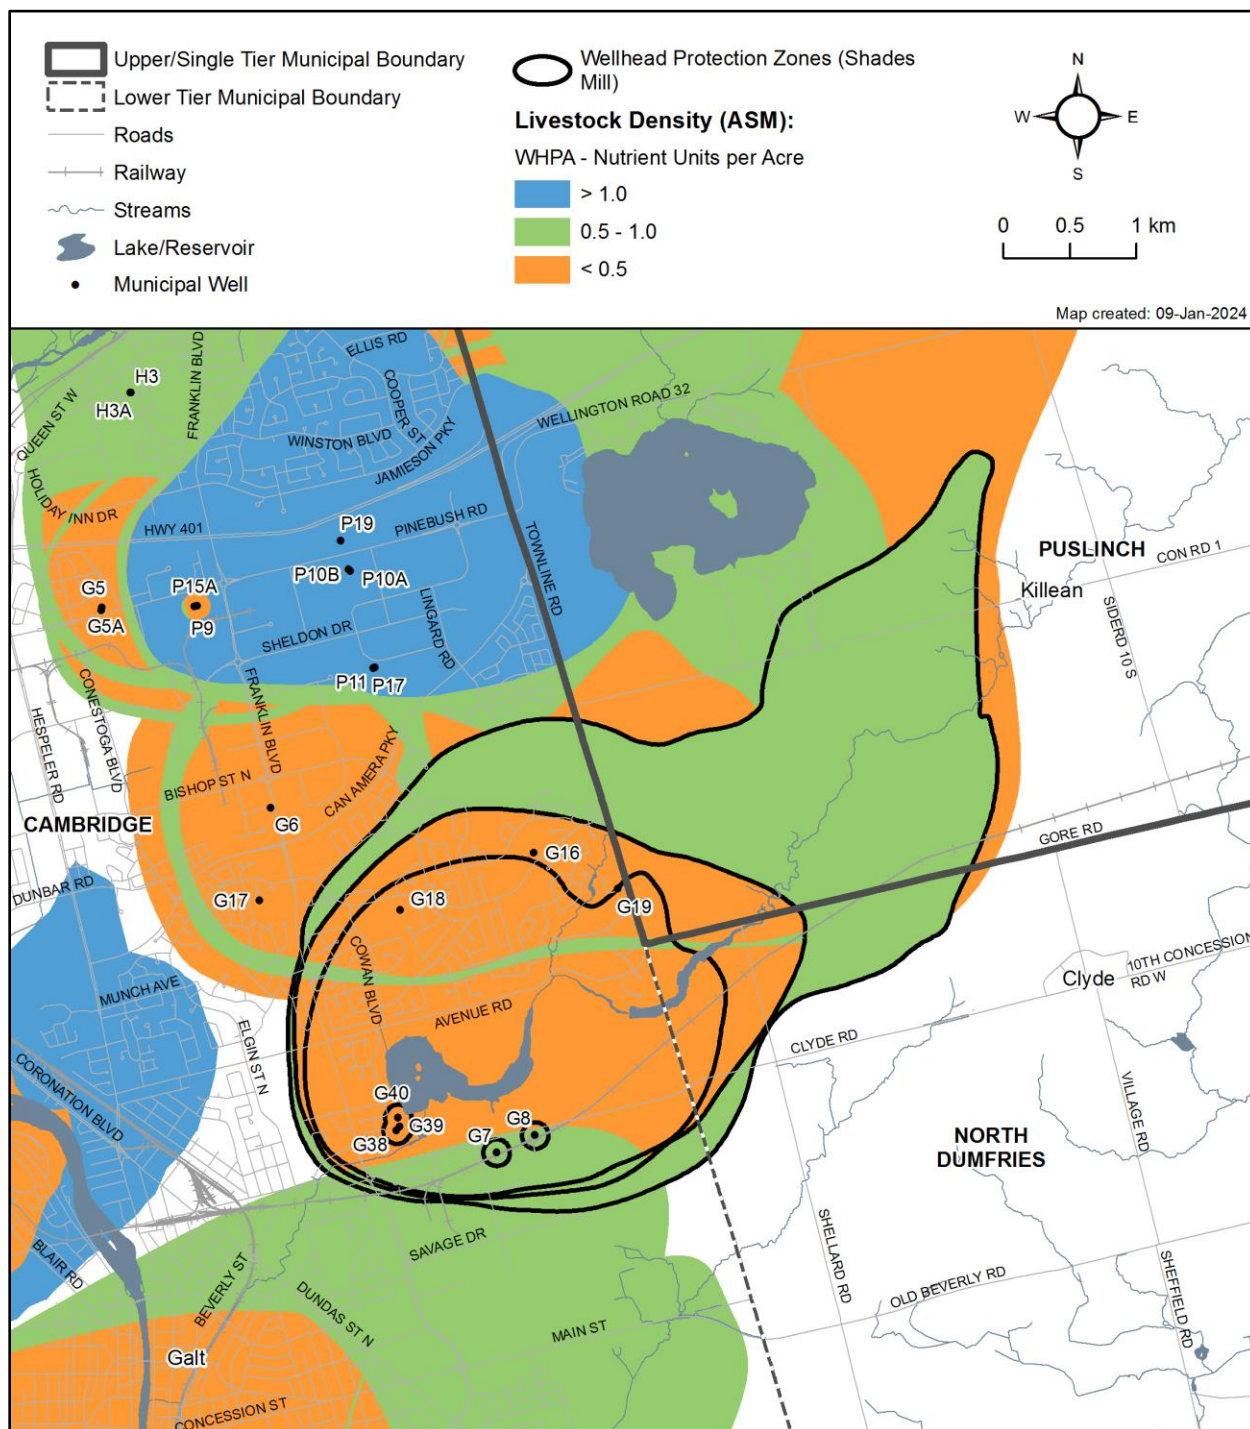 Upper/Single Tier Municipal Boundary
Lower Tier Municipal Boundary
Roads
Railway
Streams
Lake/Reservoir
Municipal Well
Wellhead Protection Zones (Shades
Mill)
Livestock Density (ASM):
WHPA - Nutrient Units per Acre
> 1.0
0.5 - 1.0
< 0.5
N
W
E
S
0 0.5 1 km
Map created: 09-Jan-2024
ELLIS RD
H3
H3A
FRANKLIN BLVD
QUEEN ST W
COOPER ST
WELLINGTON ROAD 32
WINSTON BLVD
JAMIESON PKY
HOLIDAY INN DR
HWY 401
P19
PINEBUSH RD
TOWNLINE RD
P10B
P10A
PUSLINCH
CON RD 1
Killean
G5
G5A
P15A
P9
LINGARD RD
SHELDON DR
SIDERD 10 S
P11
P17
CONESTOGA BLVD
FRANKLIN BLVD
HESPELER RD
BISHOP ST N
CAN AMERA PKY
G6
CAMBRIDGE
GORE RD
G16
DUNBAR RD
G17
G18
G19
COWAN BLVD
10TH CONCESSION
RD W
Clyde
MUNCH AVE
AVENUE RD
ELGIN ST N
CLYDE RD
CORONATION BLVD
VILLAGE RD
G40
G39
G38
G7
G8
NORTH
DUMFRIES
SHELLARD RD
SAVAGE DR
BLAIR RD
BEVERLY ST
OLD BEVERLY RD
SHEFFIELD RD
DUNDAS ST N
MAIN ST
Galt
CONCESSION ST